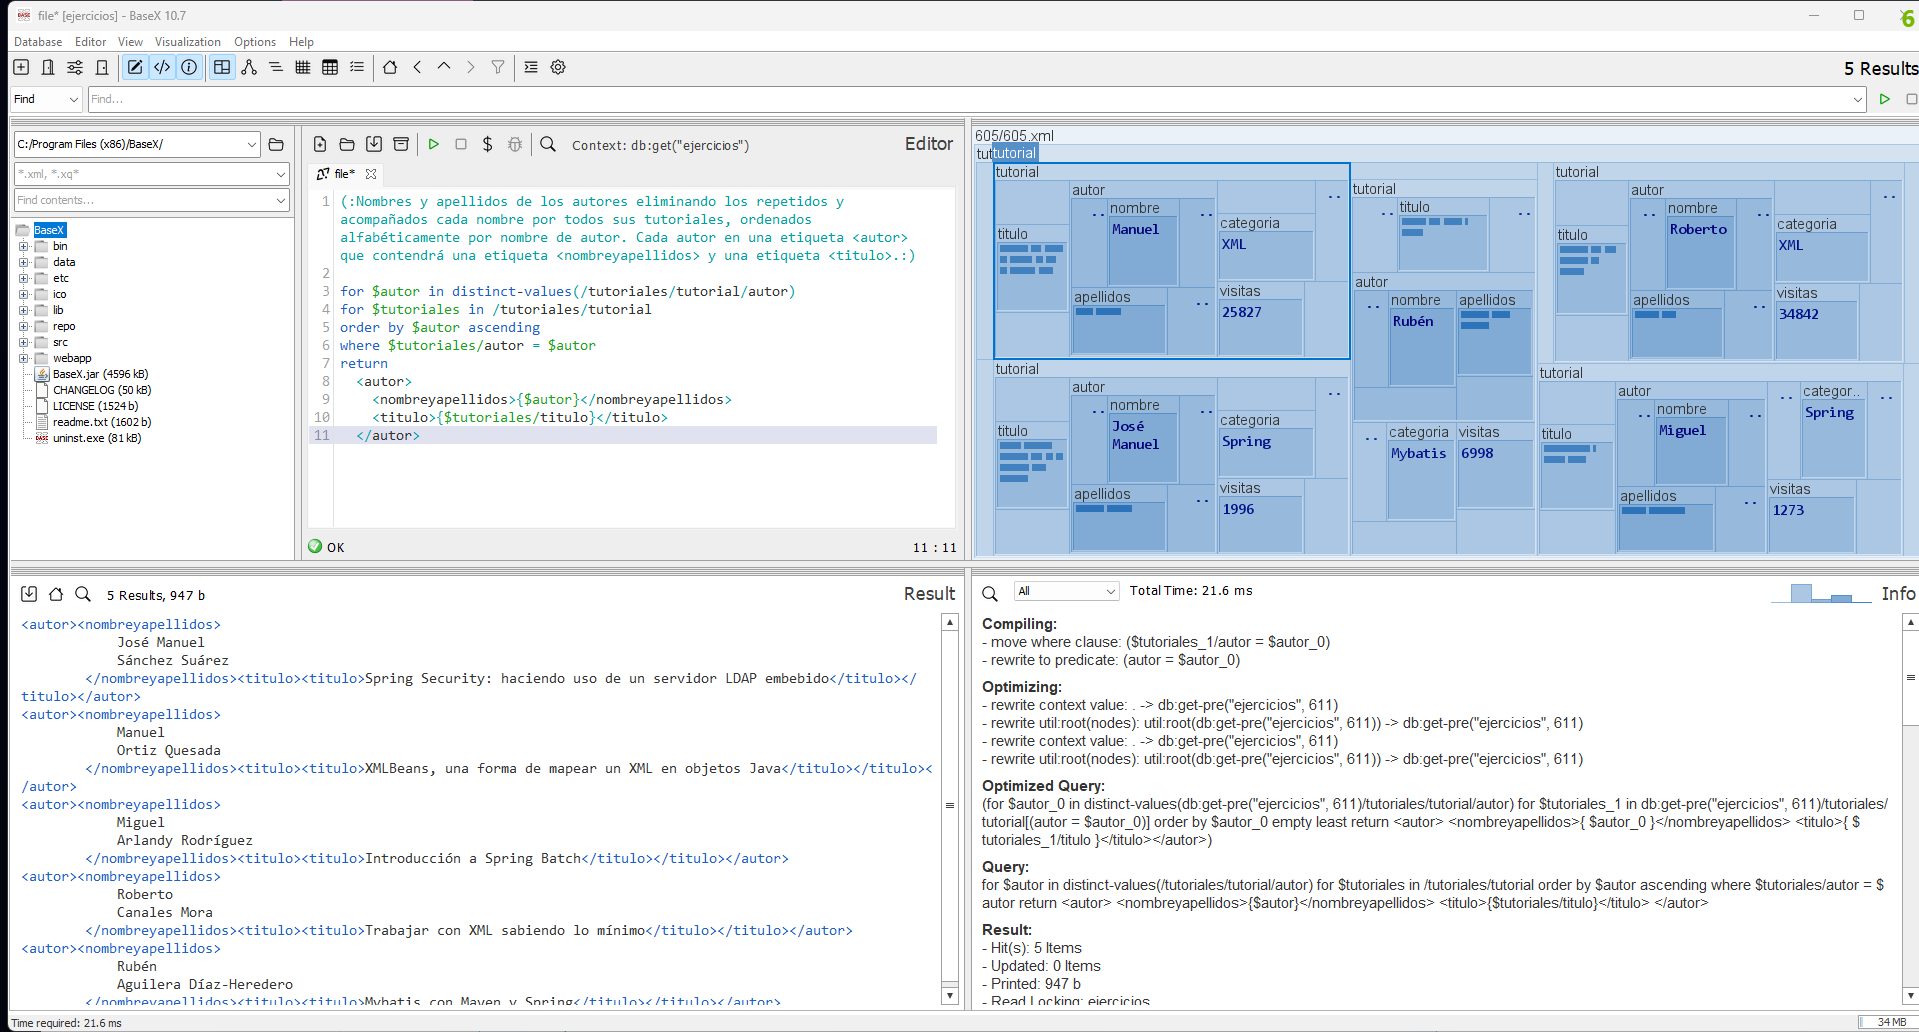 file* [ejercicios] - BaseX 10.7
6
Database Editor View Visualization Options Help
5 Results
Find
Find...
C:/Program Files (x86)/BaseX/
*.xml, *.xq*
Find contents...
BaseX
bin
data
etc
ico
lib
repo
src
webapp
BaseX.jar (4596 kB)
CHANGELOG (50 kB)
LICENSE (1524 b)
readme.txt (1602 b)
uninst.exe (81 kB)
Context: db:get("ejercicios")
Editor
file*
1 (:Nombres y apellidos de los autores eliminando los repetidos y
acompañados cada nombre por todos sus tutoriales, ordenados
alfabéticamente por nombre de autor. Cada autor en una etiqueta <autor>
que contendrá una etiqueta <nombreyapellidos> y una etiqueta <titulo>.:)
2
3 for $autor in distinct-values(/tutoriales/tutorial/autor)
4 for $tutoriales in /tutoriales/tutorial
5 order by $autor ascending
6 where $tutoriales/autor = $autor
7 return
8 <autor>
9 <nombreyapellidos>{$autor}</nombreyapellidos>
10 <titulo>{$tutoriales/titulo}</titulo>
11 </autor>
OK
11 : 11
605/605.xml
tut
tutorial
tutorial
titulo
autor
nombre
Manuel
apellidos
categoria
XML
visitas
25827
tutorial
titulo
autor
nombre
José
Manuel
apellidos
categoria
Spring
visitas
1996
tutorial
titulo
autor
nombre
Rubén
apellidos
categoria
Mybatis
visitas
6998
tutorial
titulo
autor
nombre
Roberto
apellidos
categoria
XML
visitas
34842
tutorial
titulo
autor
nombre
Miguel
apellidos
categor..
Spring
visitas
1273
5 Results, 947 b
Result
<autor><nombreyapellidos>
José Manuel
Sánchez Suárez
</nombreyapellidos><titulo><titulo>Spring Security: haciendo uso de un servidor LDAP embebido</titulo></
titulo></autor>
<autor><nombreyapellidos>
Manuel
Ortiz Quesada
</nombreyapellidos><titulo><titulo>XMLBeans, una forma de mapear un XML en objetos Java</titulo></titulo><
/autor>
<autor><nombreyapellidos>
Miguel
Arlandy Rodríguez
</nombreyapellidos><titulo><titulo>Introducción a Spring Batch</titulo></titulo></autor>
<autor><nombreyapellidos>
Roberto
Canales Mora
</nombreyapellidos><titulo><titulo>Trabajar con XML sabiendo lo mínimo</titulo></titulo></autor>
<autor><nombreyapellidos>
Rubén
Aguilera Díaz-Heredero
</nombreyapellidos><titulo><titulo>Mybatis con Maven y Spring</titulo></titulo></autor>
All
Total Time: 21.6 ms
Info
Compiling:
- move where clause: ($tutoriales_1/autor = $autor_0)
- rewrite to predicate: (autor = $autor_0)
Optimizing:
- rewrite context value: . -> db:get-pre("ejercicios", 611)
- rewrite util:root(nodes): util:root(db:get-pre("ejercicios", 611)) -> db:get-pre("ejercicios", 611)
- rewrite context value: . -> db:get-pre("ejercicios", 611)
- rewrite util:root(nodes): util:root(db:get-pre("ejercicios", 611)) -> db:get-pre("ejercicios", 611)
Optimized Query:
(for $autor_0 in distinct-values(db:get-pre("ejercicios", 611)/tutoriales/tutorial/autor) for $tutoriales_1 in db:get-pre("ejercicios", 611)/tutoriales/
tutorial[(autor = $autor_0)] order by $autor_0 empty least return <autor> <nombreyapellidos>{ $autor_0 }</nombreyapellidos> <titulo>{ $
tutoriales_1/titulo }</titulo></autor>)
Query:
for $autor in distinct-values(/tutoriales/tutorial/autor) for $tutoriales in /tutoriales/tutorial order by $autor ascending where $tutoriales/autor = $
autor return <autor> <nombreyapellidos>{$autor}</nombreyapellidos> <titulo>{$tutoriales/titulo}</titulo> </autor>
Result:
- Hit(s): 5 Items
- Updated: 0 Items
- Printed: 947 b
- Read Locking: ejercicios
Time required: 21.6 ms
34 MB